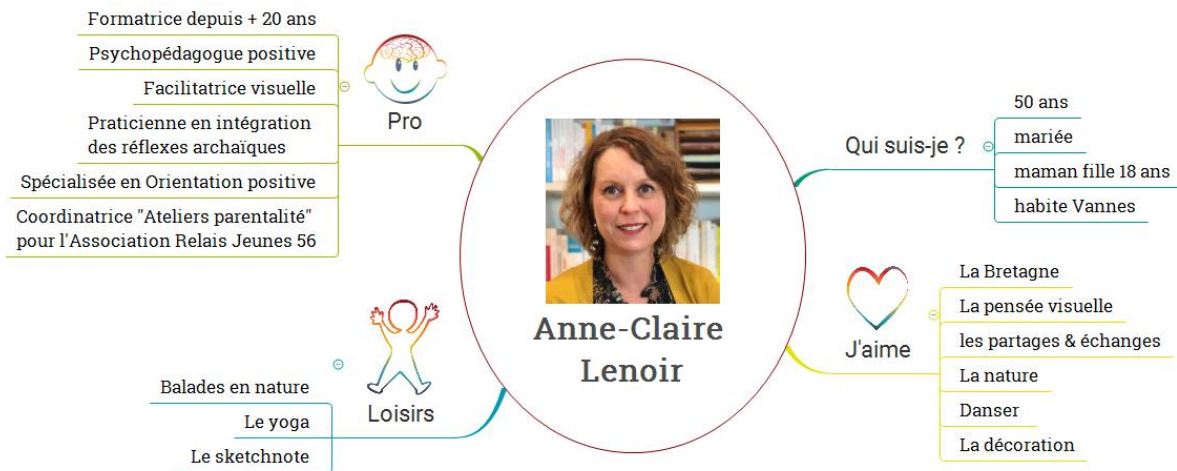 Formatrice depuis + 20 ans
Psychopédagogue positive
Facilitatrice visuelle
Praticienne en intégration
des réflexes archaïques
Spécialisée en Orientation positive
Coordinatrice "Ateliers parentalité"
pour l'Association Relais Jeunes 56
Pro
Balades en nature
Le yoga
Le sketchnote
Loisirs
Anne-Claire
Lenoir
Qui suis-je ?
50 ans
mariée
maman fille 18 ans
habite Vannes
J'aime
La Bretagne
La pensée visuelle
les partages & échanges
La nature
Danser
La décoration